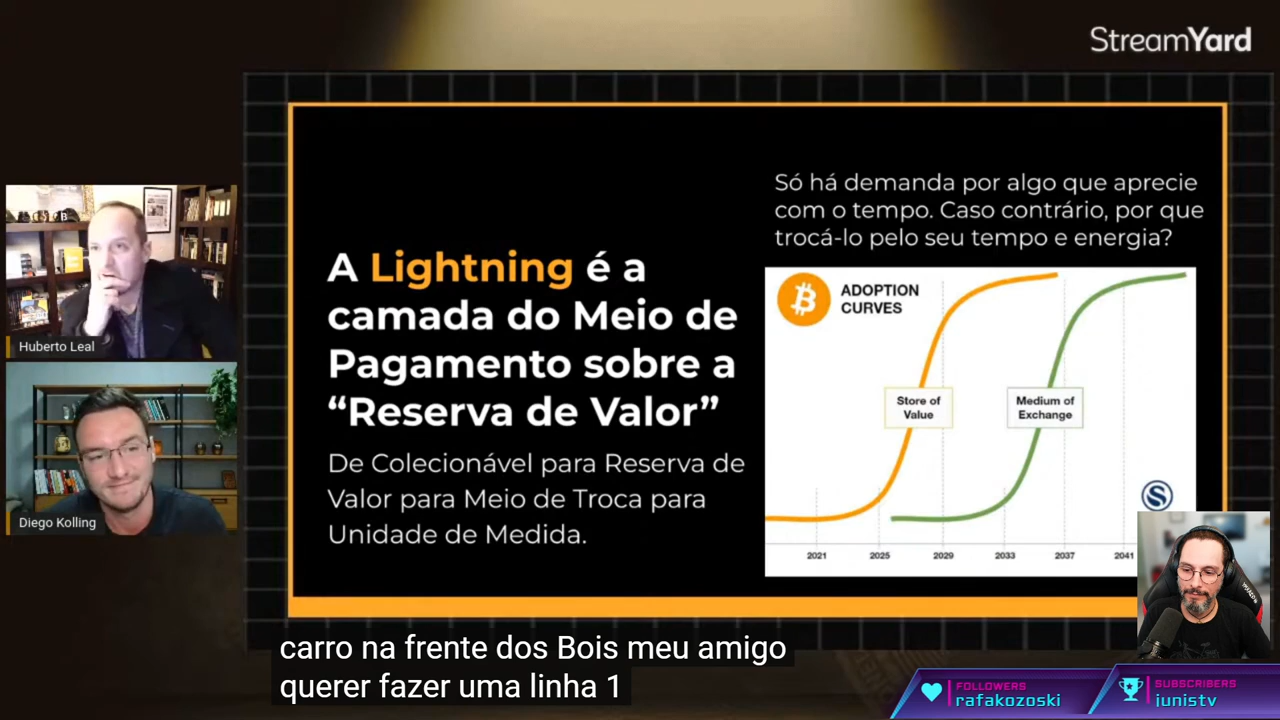 StreamYard
Só há demanda por algo que aprecie
com o tempo. Caso contrário, por que
trocá-lo pelo seu tempo e energia?
A Lightning é a
camada do Meio de
Pagamento sobre a
“Reserva de Valor”
De Colecionável para Reserva de
Valor para Meio de Troca para
Unidade de Medida.
ADOPTION
CURVES
Store of
Value
Medium of
Exchange
2021 2025 2029 2033 2037 2041
Huberto Leal
Diego Kolling
carro na frente dos Bois meu amigo
querer fazer uma linha 1
FOLLOWERS
rafakozoski
SUBSCRIBERS
junistv